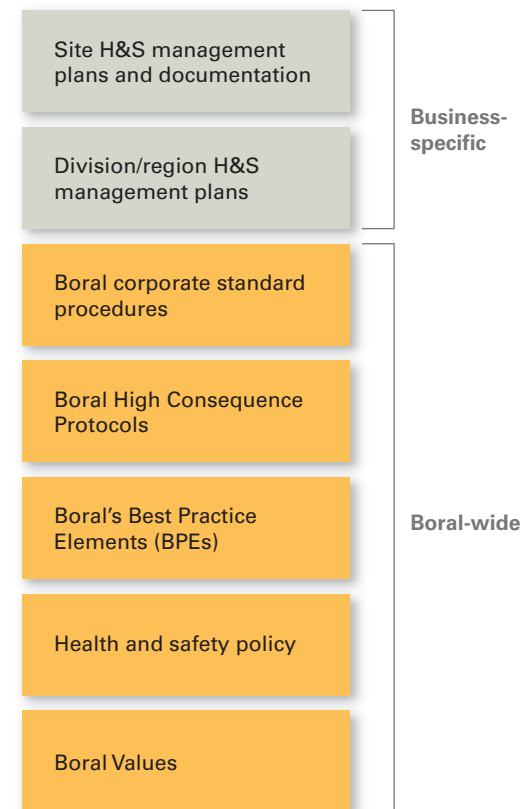 Site H&S management
plans and documentation
Business-
specific
Division/region H&S
management plans
Boral corporate standard
procedures
Boral High Consequence
Protocols
Boral's Best Practice
Elements (BPEs)
Boral-wide
Health and safety policy
Boral Values